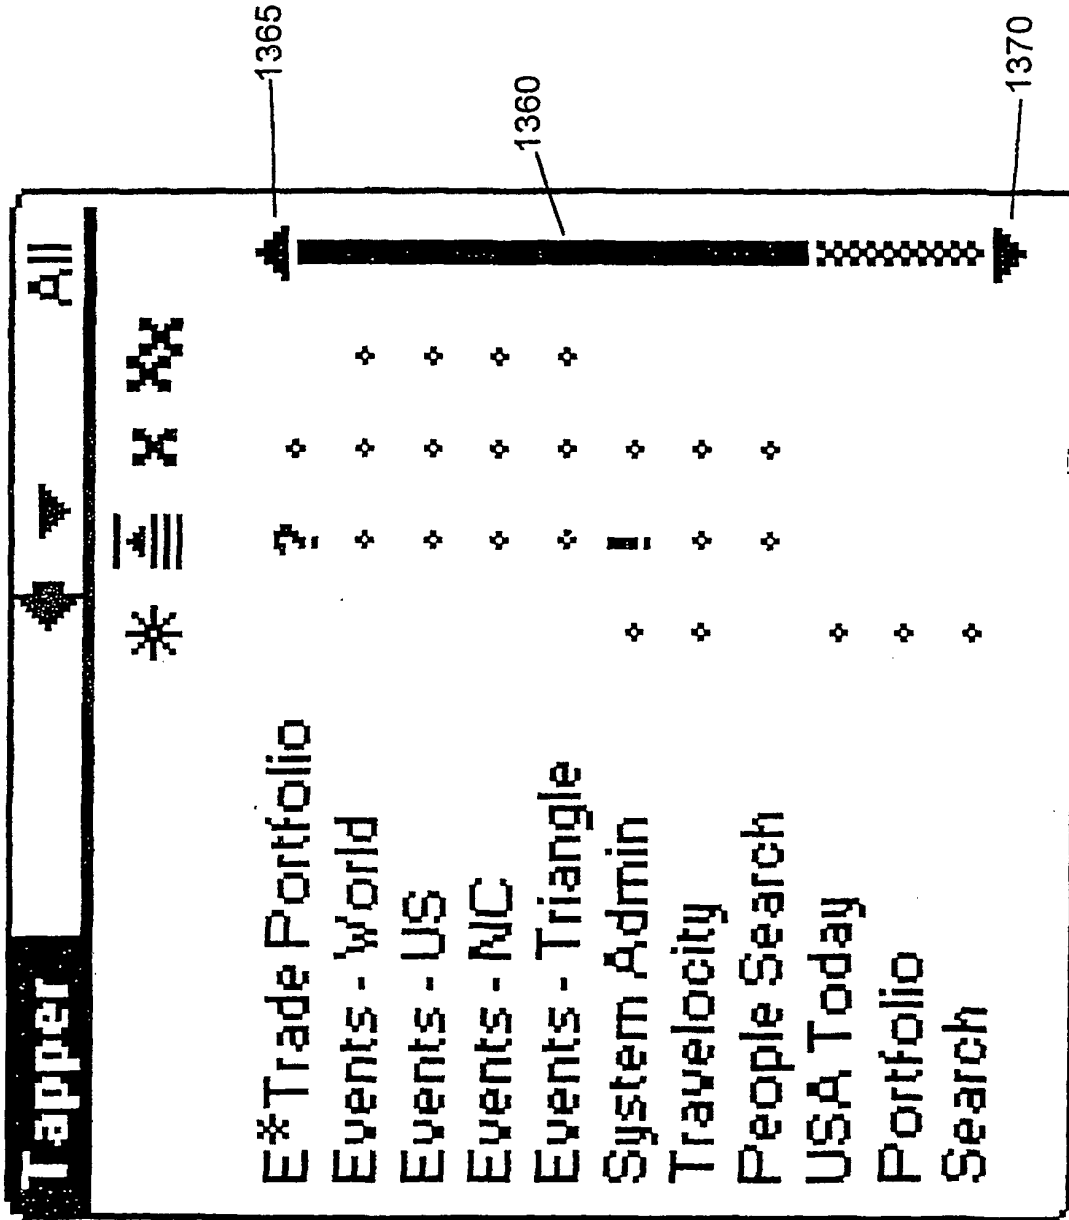 Tapper All
E*Trade Portfolio ?
Events - World
Events - US
Events - NC
Events - Triangle
System Admin !
Travelocity
People Search
USA Today
Portfolio
Search
1365
1360
1370